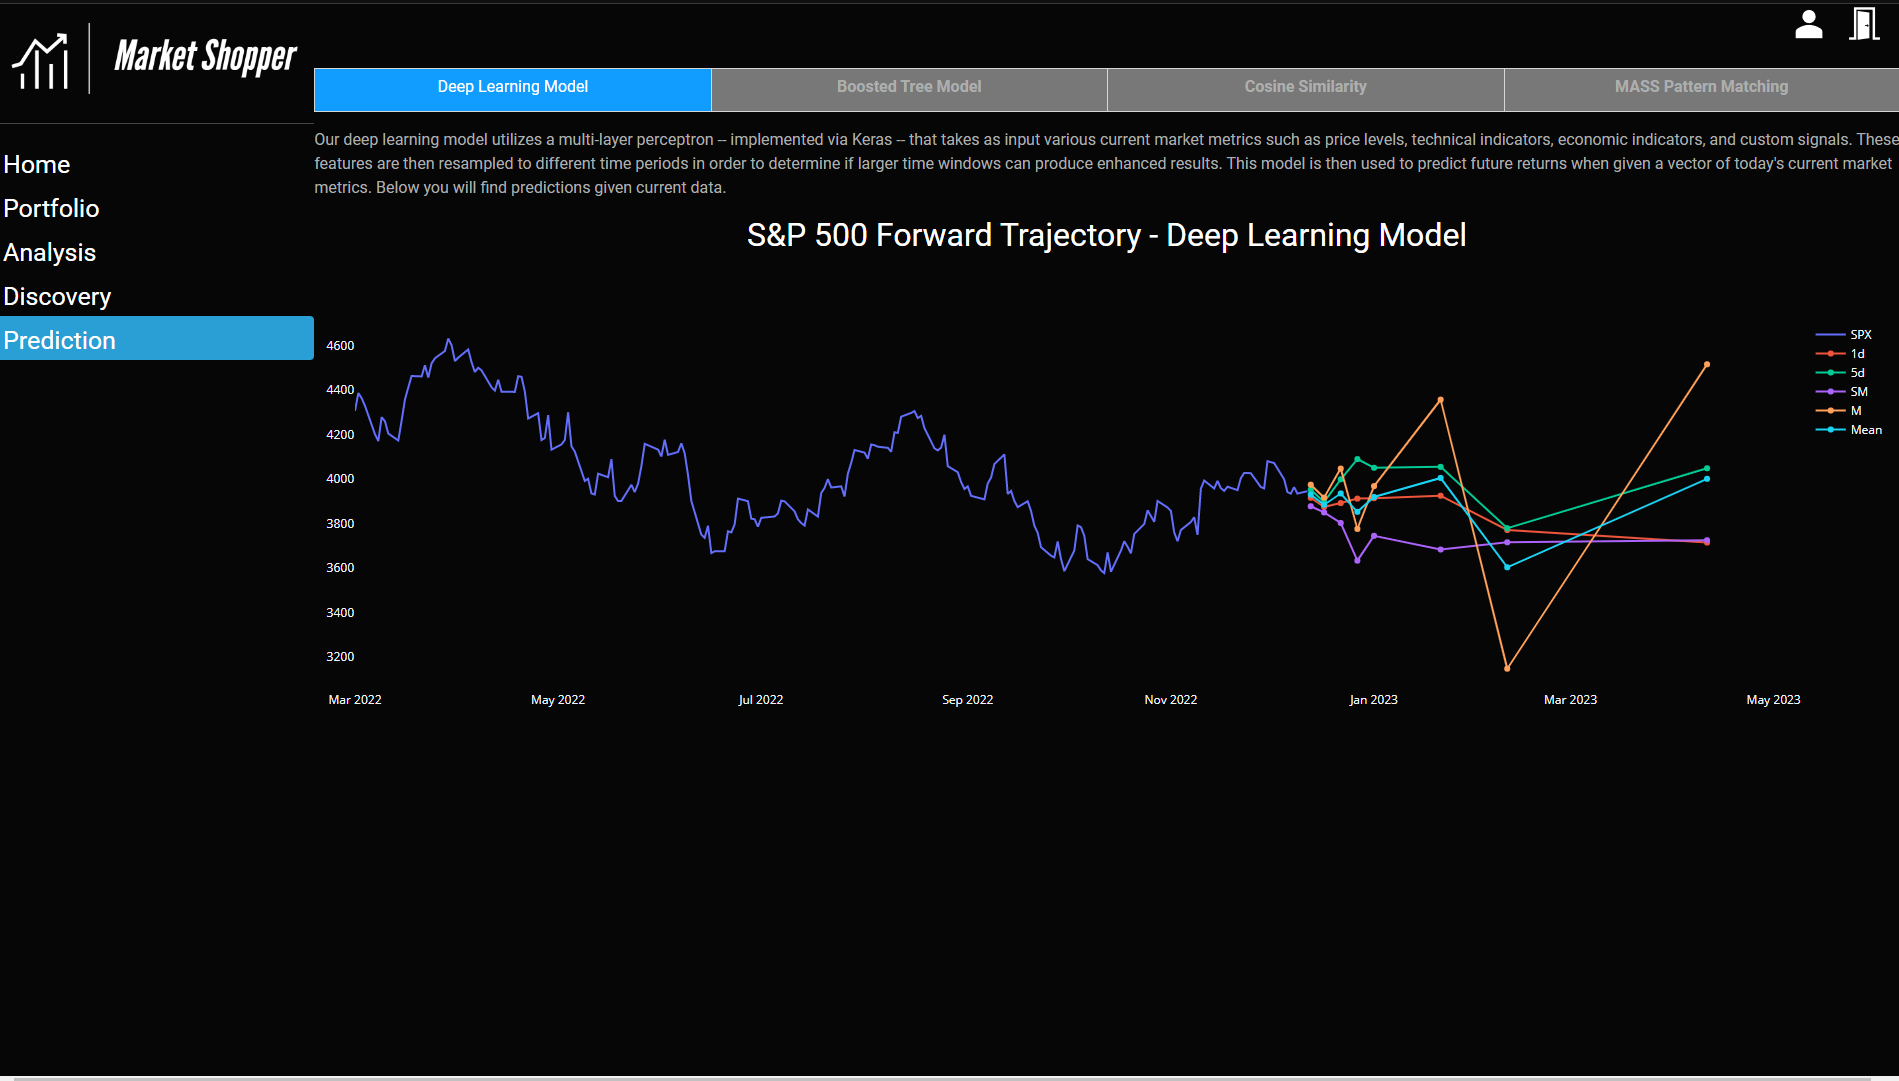 Market Shopper
Deep Learning Model
Boosted Tree Model
Cosine Similarity
MASS Pattern Matching
Home
Portfolio
Analysis
Discovery
Prediction
Our deep learning model utilizes a multi-layer perceptron -- implemented via Keras -- that takes as input various current market metrics such as price levels, technical indicators, economic indicators, and custom signals. These
features are then resampled to different time periods in order to determine if larger time windows can produce enhanced results. This model is then used to predict future returns when given a vector of today's current market
metrics. Below you will find predictions given current data.
S&P 500 Forward Trajectory - Deep Learning Model
4600
4400
4200
4000
3800
3600
3400
3200
Mar 2022
May 2022
Jul 2022
Sep 2022
Nov 2022
Jan 2023
Mar 2023
May 2023
SPX
1d
5d
SM
M
Mean